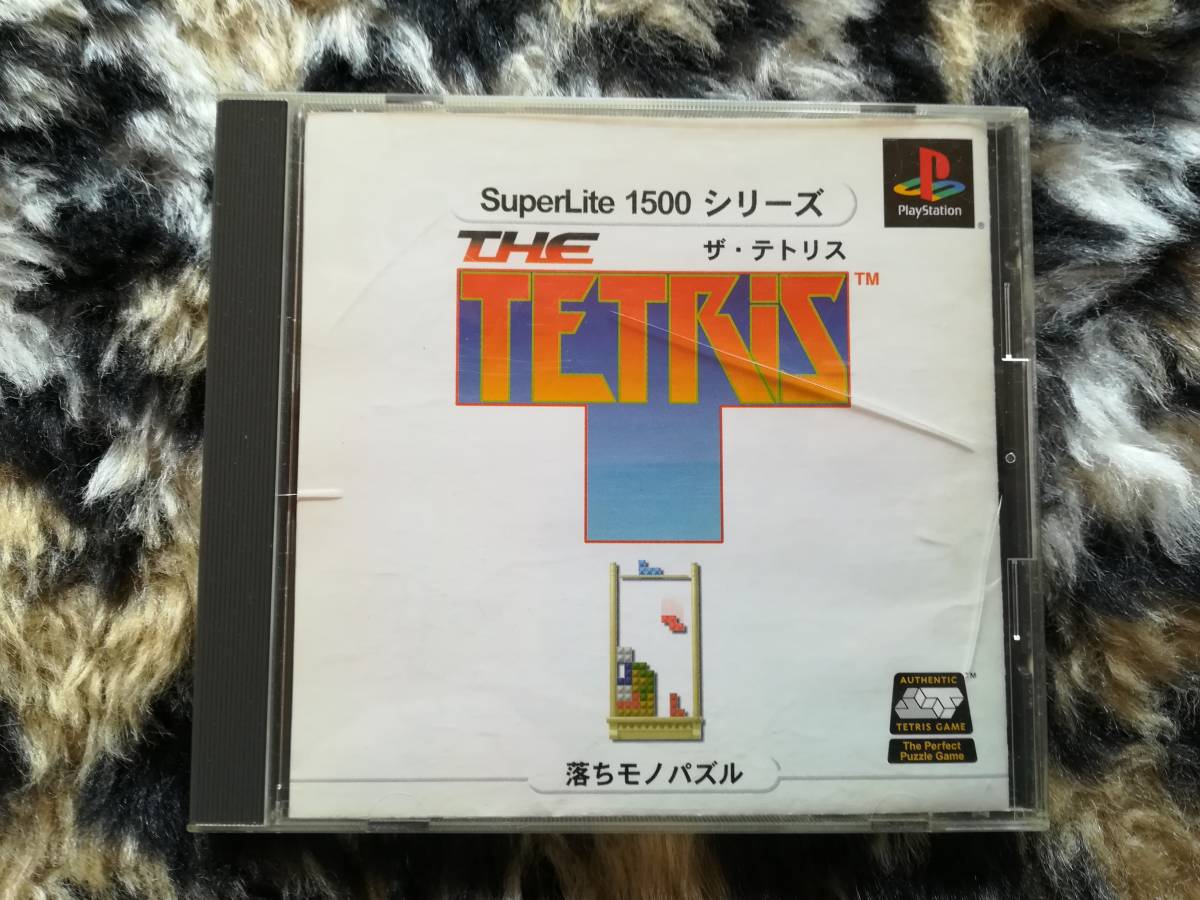 PlayStation
®
SuperLite 1500 シリーズ
THE
ザ・テトリス
TETRiS
TM
AUTHENTIC
TM
TETRIS GAME
The Perfect
Puzzle Game
落ちモノパズル